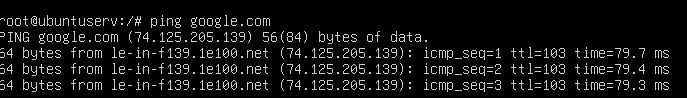 root@ubuntuserv:/# ping google.com
PING google.com (74.125.205.139) 56(84) bytes of data.
64 bytes from le-in-f139.1e100.net (74.125.205.139): icmp_seq=1 ttl=103 time=79.7 ms
64 bytes from le-in-f139.1e100.net (74.125.205.139): icmp_seq=2 ttl=103 time=79.4 ms
64 bytes from le-in-f139.1e100.net (74.125.205.139): icmp_seq=3 ttl=103 time=79.3 ms